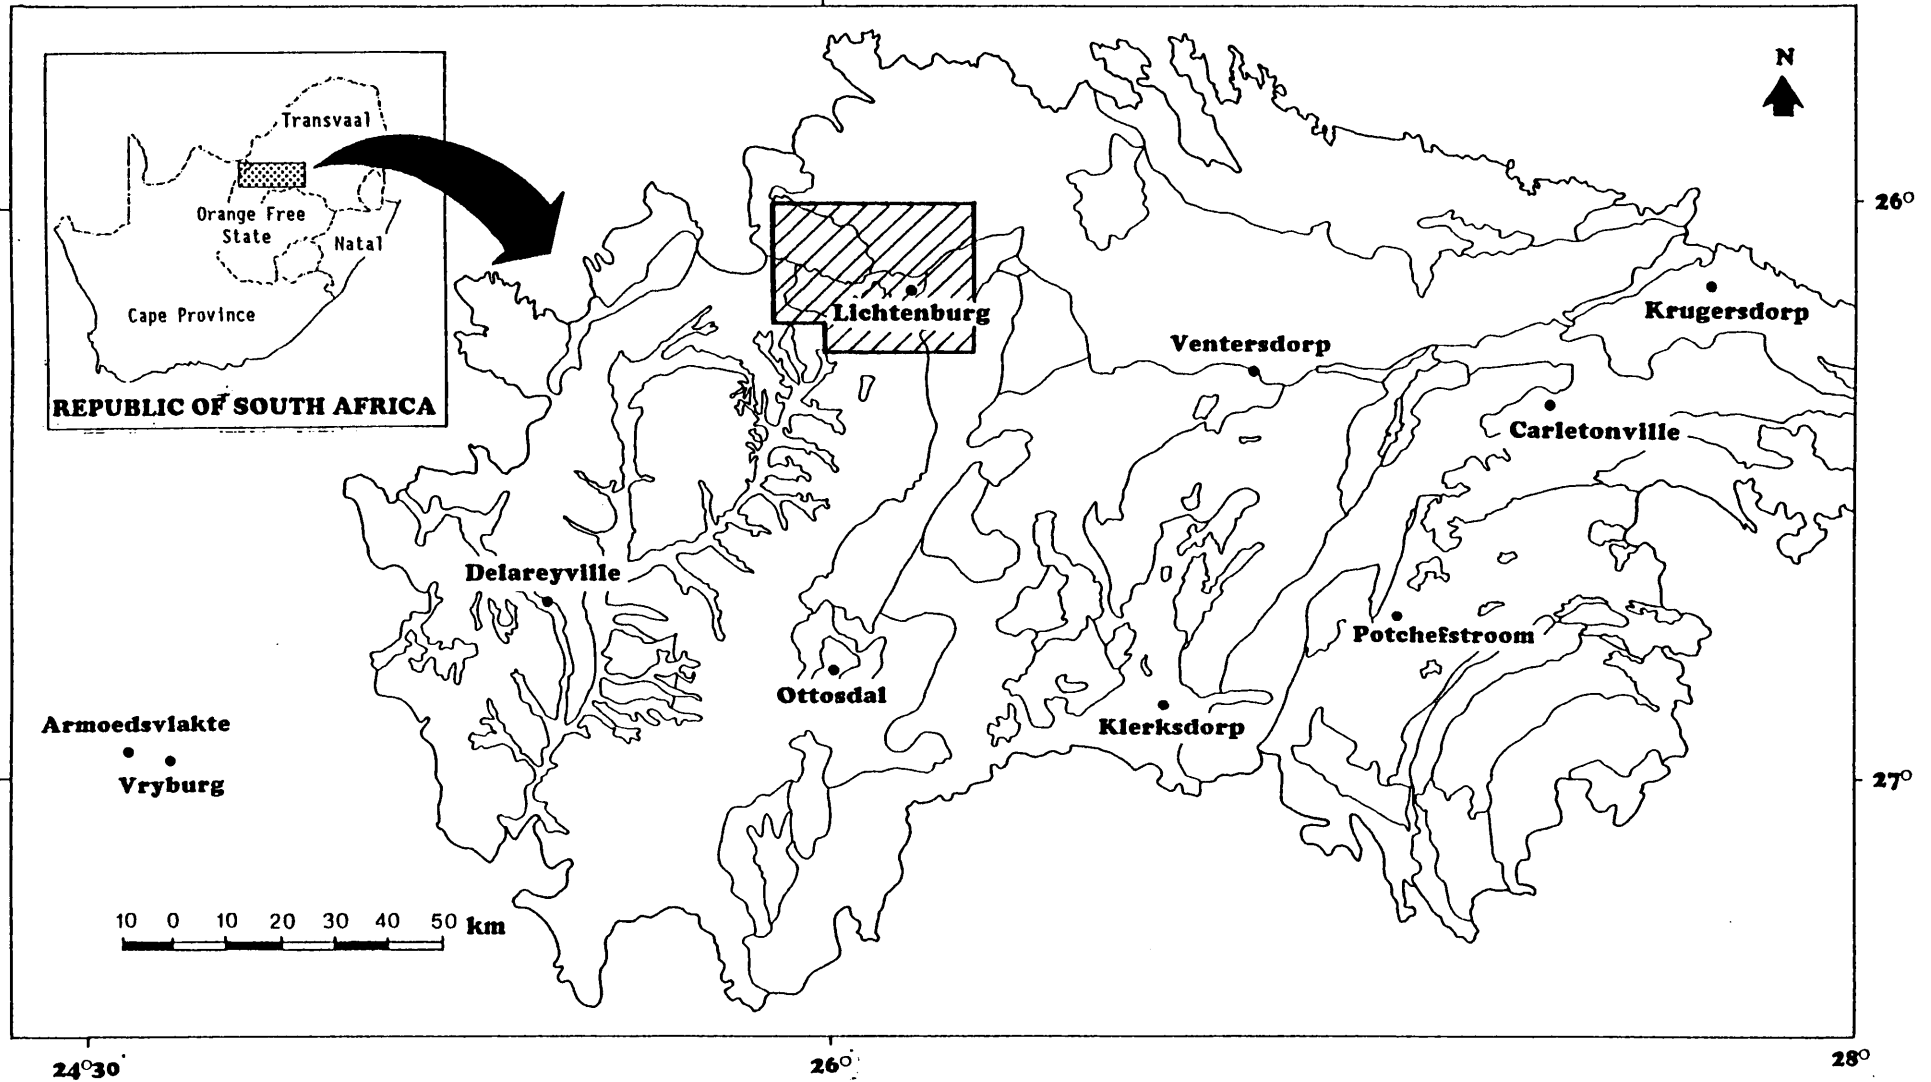 N
Transvaal
Orange Free
State
Natal
Cape Province
REPUBLIC OF SOUTH AFRICA
26°
Lichtenburg
Krugersdorp
Ventersdorp
Carletonville
Delareyville
Potchefstroom
Ottosdal
Klerksdorp
Armoedsvlakte
Vryburg
27°
10 0 10 20 30 40 50 km
24°30'
26°
28°